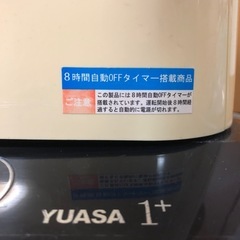 8時間自動OFFタイマー搭載商品
ご注意
この製品には8時間自動OFFタイマーが
搭載されています。運転開始後8時間経
過すると自動的に電源が切れます。
YUASA 1+